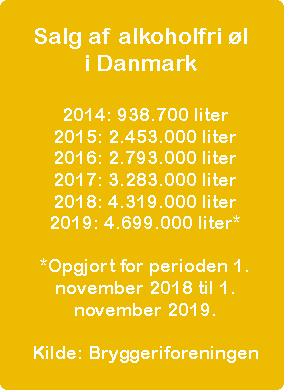 Salg af alkoholfri øl
i Danmark
2014: 938.700 liter
2015: 2.453.000 liter
2016: 2.793.000 liter
2017: 3.283.000 liter
2018: 4.319.000 liter
2019: 4.699.000 liter*
*Opgjort for perioden 1.
november 2018 til 1.
november 2019.
Kilde: Bryggeriforeningen